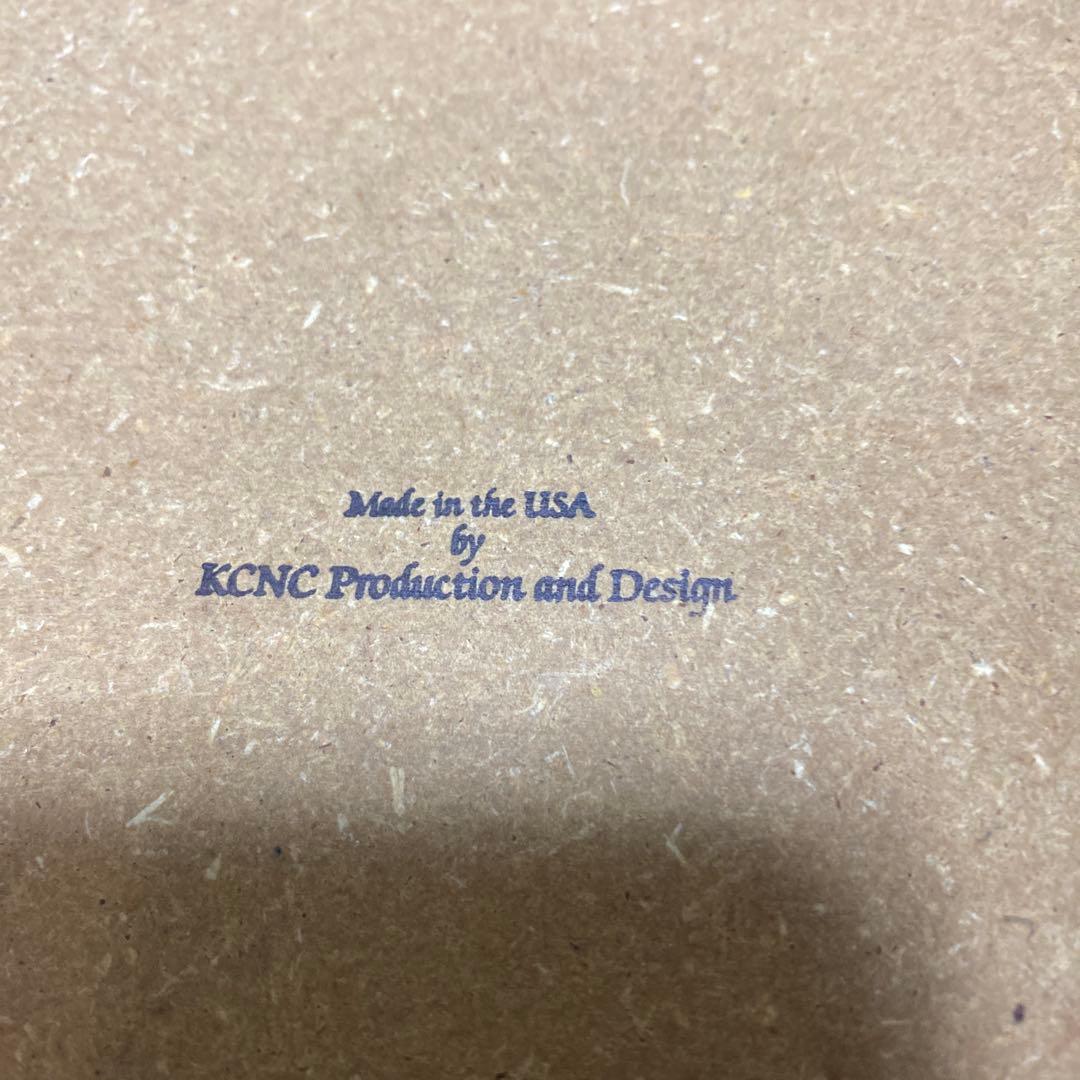 Made in the USA
by
KCNC Production and Design